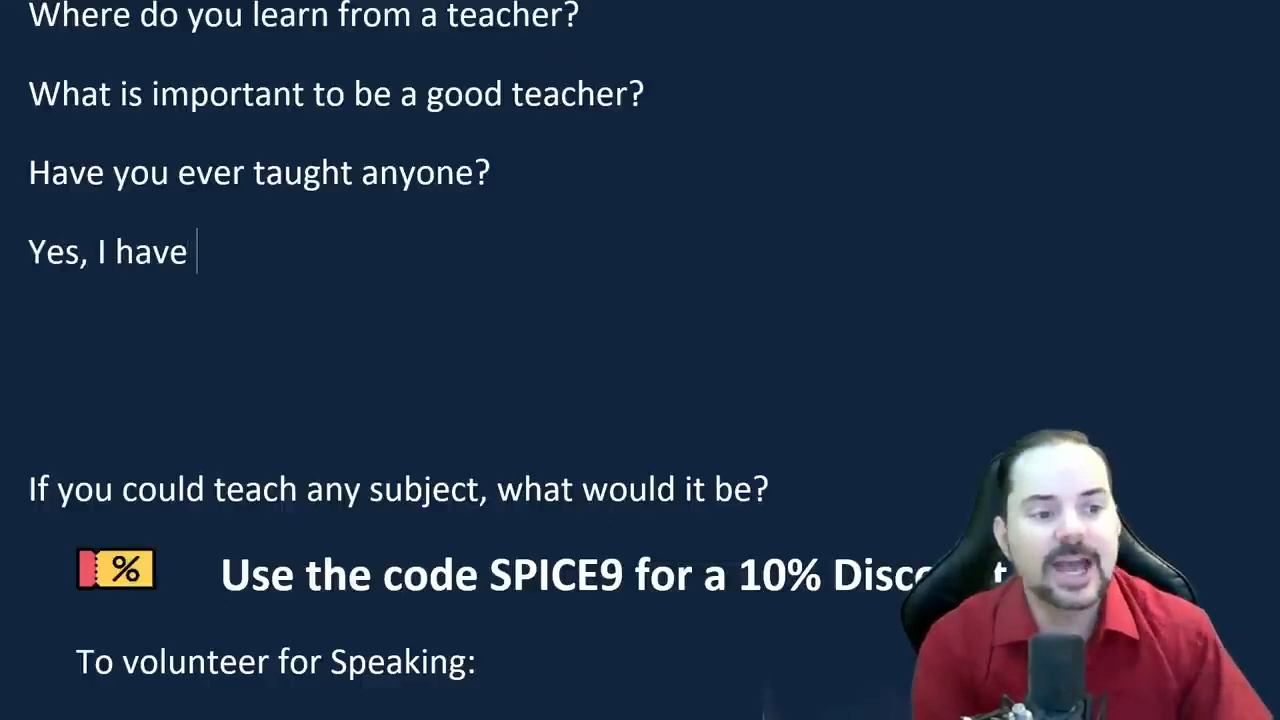 Where do you learn from a teacher?
What is important to be a good teacher?
Have you ever taught anyone?
Yes, I have
If you could teach any subject, what would it be?
%
Use the code SPICE9 for a 10%
To volunteer for Speaking: